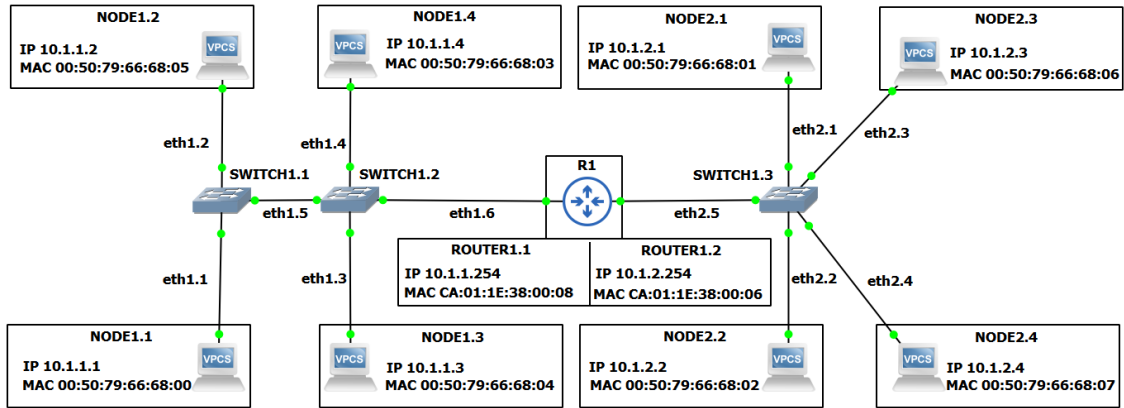 NODE1.2
IP 10.1.1.2
MAC 00:50:79:66:68:05
VPCS
NODE1.4
IP 10.1.1.4
MAC 00:50:79:66:68:03
VPCS
NODE2.1
IP 10.1.2.1
MAC 00:50:79:66:68:01
VPCS
NODE2.3
IP 10.1.2.3
MAC 00:50:79:66:68:06
VPCS
eth1.2
eth1.4
eth2.1
eth2.3
SWITCH1.1
SWITCH1.2
R1
SWITCH1.3
eth1.5
eth1.6
eth2.5
ROUTER1.1
IP 10.1.1.254
MAC CA:01:1E:38:00:08
ROUTER1.2
IP 10.1.2.254
MAC CA:01:1E:38:00:06
eth1.1
eth1.3
eth2.2
eth2.4
NODE1.1
IP 10.1.1.1
MAC 00:50:79:66:68:00
VPCS
NODE1.3
IP 10.1.1.3
MAC 00:50:79:66:68:04
VPCS
NODE2.2
IP 10.1.2.2
MAC 00:50:79:66:68:02
VPCS
NODE2.4
IP 10.1.2.4
MAC 00:50:79:66:68:07
VPCS